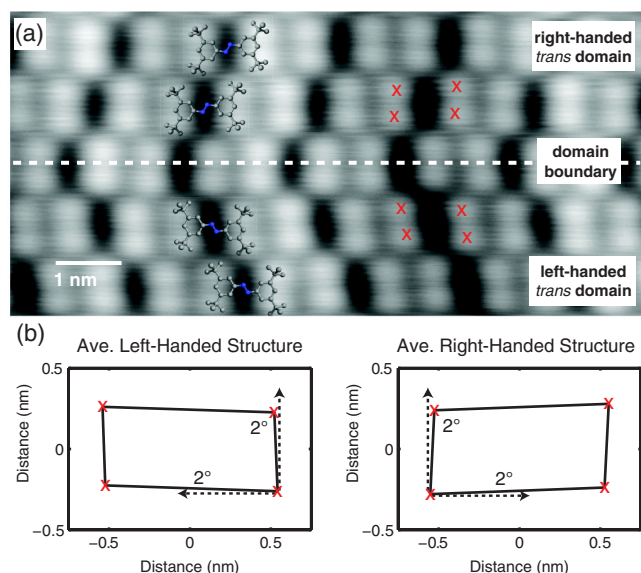 (a)
right-handed
trans domain
x x
x x
domain
boundary
x x
x x
1 nm
left-handed
trans domain
(b)
Ave. Left-Handed Structure
Ave. Right-Handed Structure
0.5
0
−0.5
Distance (nm)
x x
2°
2°
x x
−0.5 0 0.5
Distance (nm)
0.5
0
−0.5
Distance (nm)
x x
2°
2°
x x
−0.5 0 0.5
Distance (nm)